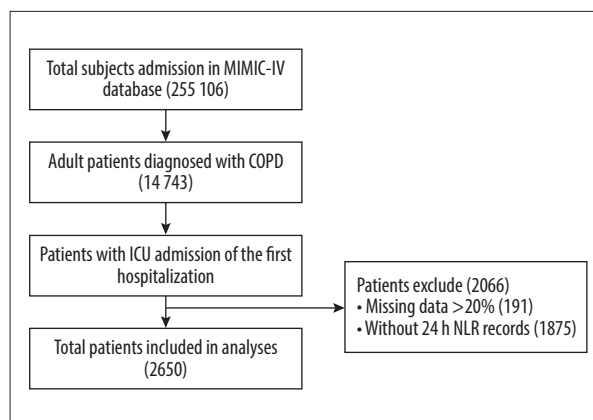 Total subjects admission in MIMIC-IV
database (255 106)
Adult patients diagnosed with COPD
(14 743)
Patients with ICU admission of the first
hospitalization
Patients exclude (2066)
• Missing data >20% (191)
• Without 24 h NLR records (1875)
Total patients included in analyses
(2650)